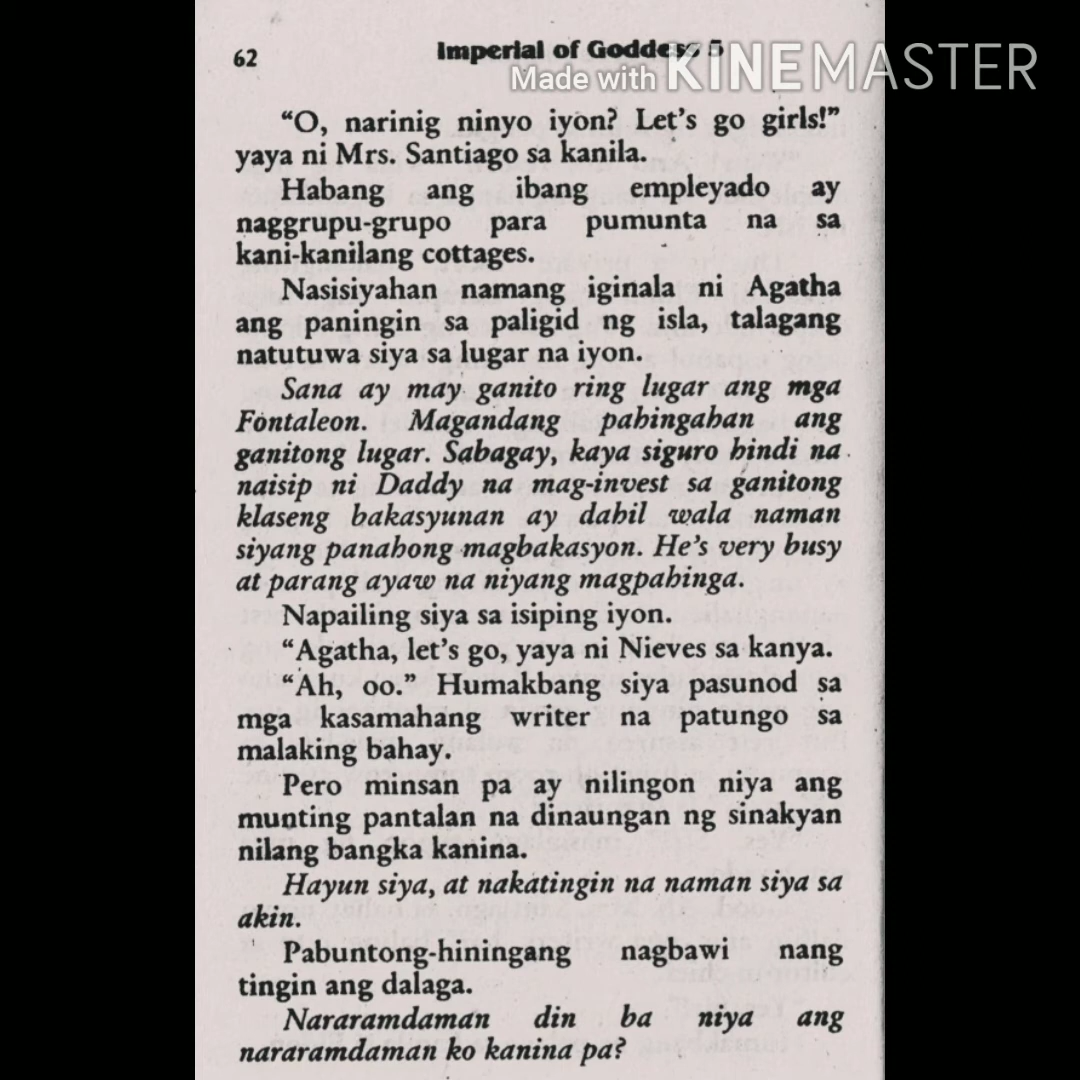 62
Imperial of Goddess 5
Made with KINEMASTER
“O, narinig ninyo iyon? Let’s go girls!”
yaya ni Mrs. Santiago sa kanila.
Habang ang ibang empleyado ay
naggrupu-grupo para pumunta na sa
kani-kanilang cottages.
Nasisiyahan namang iginala ni Agatha
ang paningin sa paligid ng isla, talagang
natutuwa siya sa lugar na iyon.
Sana ay may ganito ring lugar ang mga
Fontaleon. Magandang pahingahan ang
ganitong lugar. Sabagay, kaya siguro hindi na
naisip ni Daddy na mag-invest sa ganitong
klaseng bakasyunan ay dahil wala naman
siyang panahong magbakasyon. He’s very busy
at parang ayaw na niyang magpahinga.
Napailing siya sa isiping iyon.
“Agatha, let’s go, yaya ni Nieves sa kanya.
“Ah, oo.” Humakbang siya pasunod sa
mga kasamahang writer na patungo sa
malaking bahay.
Pero minsan pa ay nilingon niya ang
munting pantalan na dinaungan ng sinakyan
nilang bangka kanina.
Hayun siya, at nakatingin na naman siya sa
akin.
Pabuntong-hiningang nagbawi nang
tingin ang dalaga.
Nararamdaman din ba niya ang
nararamdaman ko kanina pa?